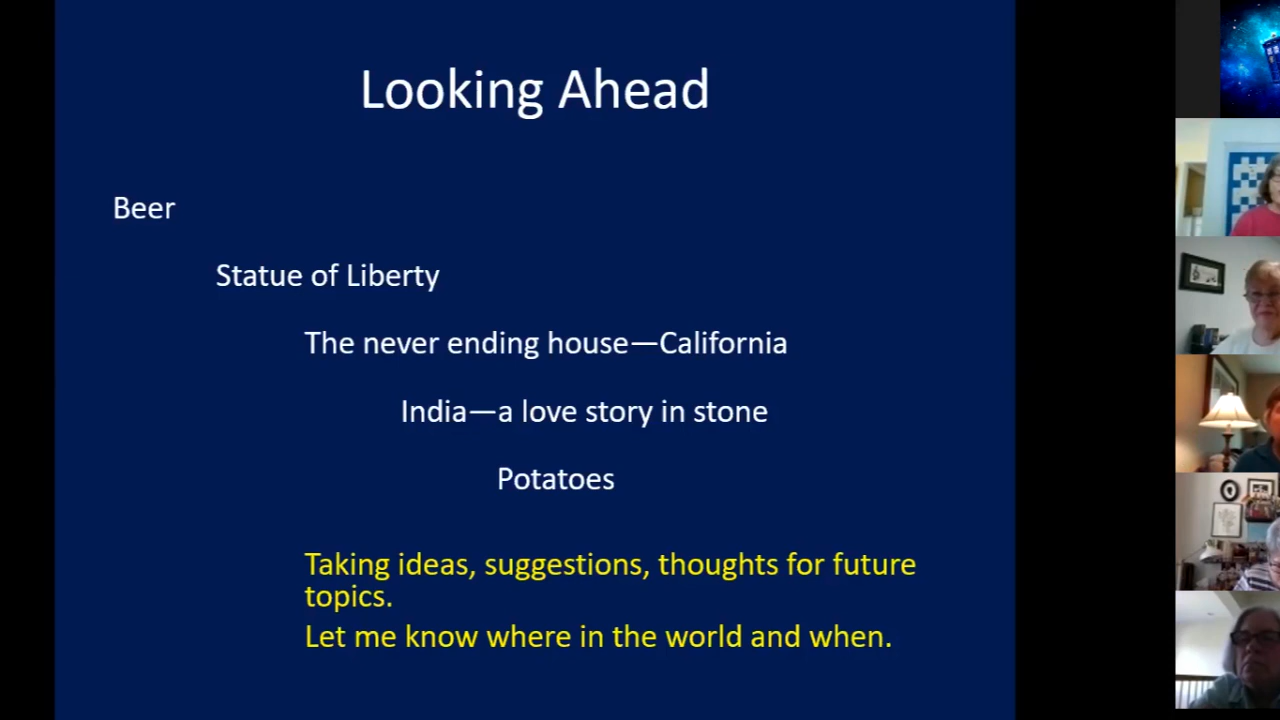 Looking Ahead
Beer
Statue of Liberty
The never ending house—California
India—a love story in stone
Potatoes
Taking ideas, suggestions, thoughts for future
topics.
Let me know where in the world and when.